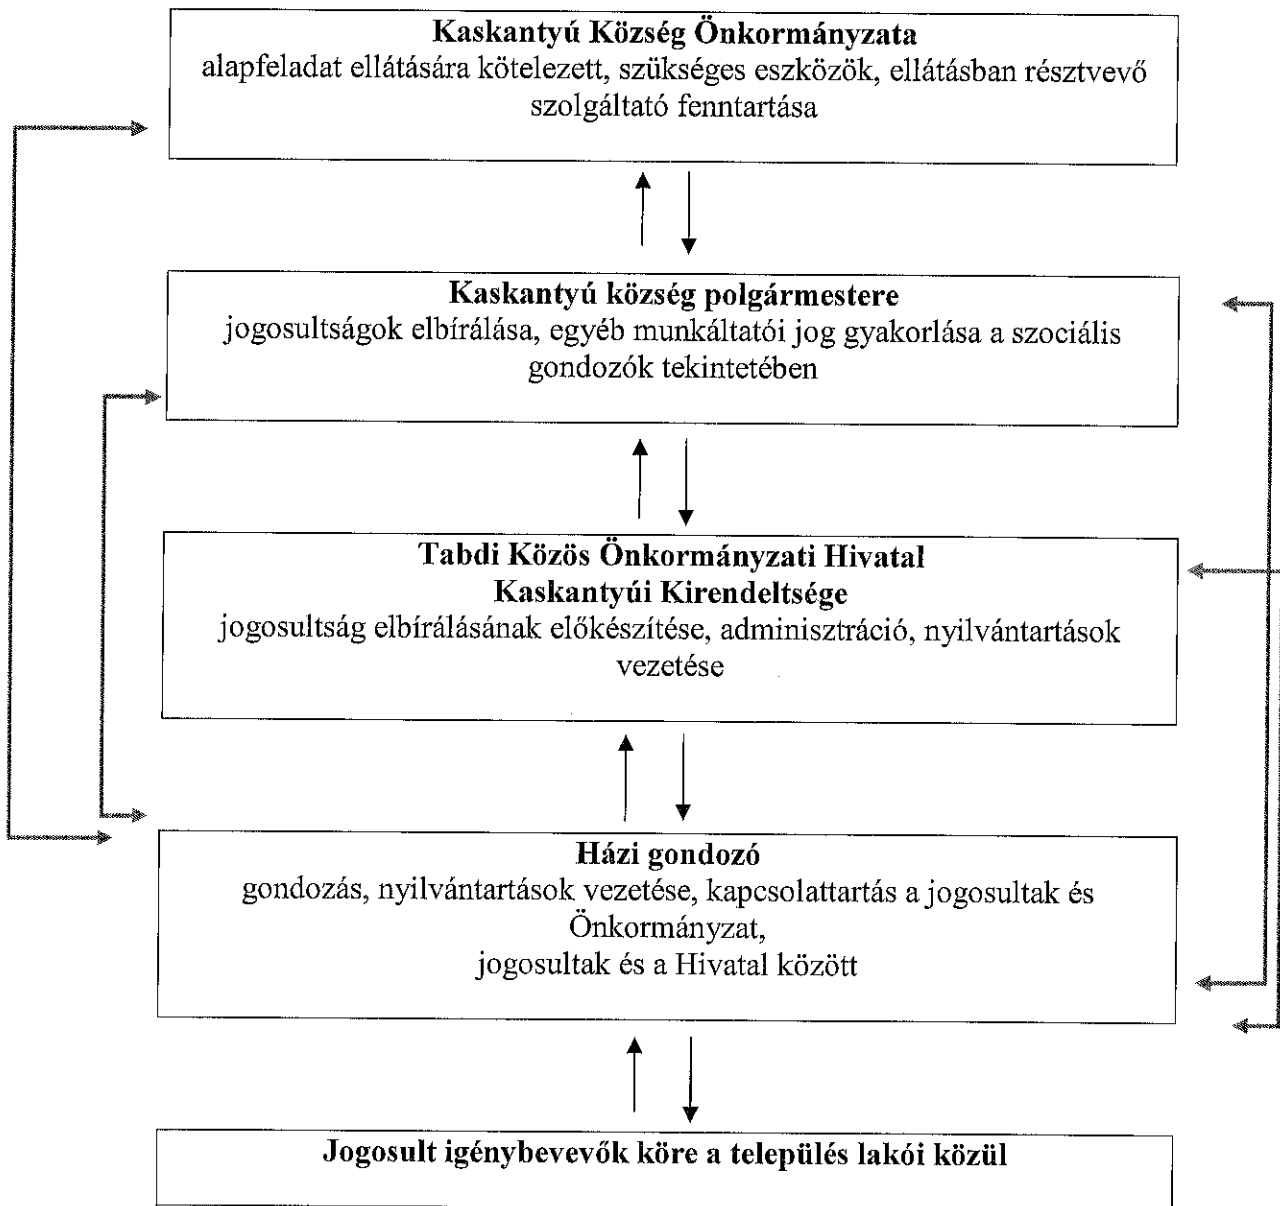 Kaskantyú Község Önkormányzata
alapfeladat ellátására kötelezett, szükséges eszközök, ellátásban résztvevő
szolgáltató fenntartása
Kaskantyú község polgármestere
jogosultságok elbírálása, egyéb munkáltatói jog gyakorlása a szociális
gondozók tekintetében
Tabdi Közös Önkormányzati Hivatal
Kaskantyúi Kirendeltsége
jogosultság elbírálásának előkészítése, adminisztráció, nyilvántartások
vezetése
Házi gondozó
gondozás, nyilvántartások vezetése, kapcsolattartás a jogosultak és
Önkormányzat,
jogosultak és a Hivatal között
Jogosult igénybevevők köre a település lakói közül